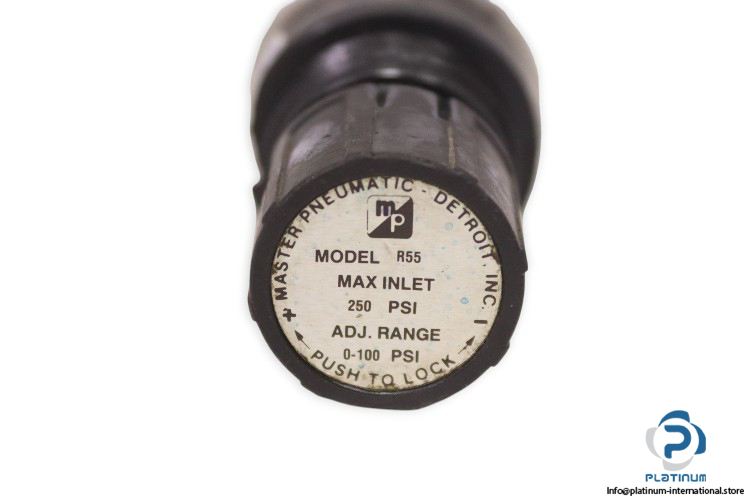 MASTER PNEUMATIC - DETROIT, INC.
mp
MODEL R55
MAX INLET
250 PSI
ADJ. RANGE
0-100 PSI
+ PUSH TO LOCK -
PLATINUM
Info@platinum-international.store